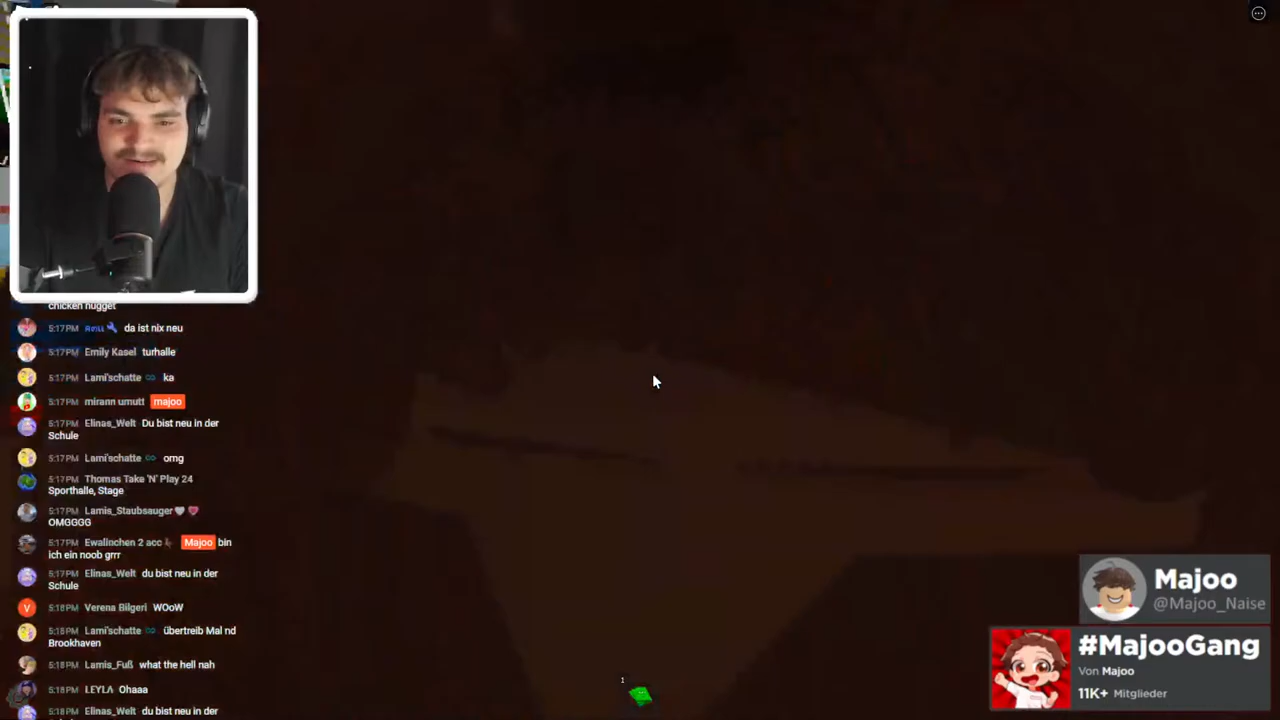 chicken nugget
5:17PM Aสແ da ist nix neu
5:17PM Emily Kasel turhalle
5:17PM Lami'schatte ka
5:17PM mirann umutt majoo
5:17PM Elinas_Welt Du bist neu in der
Schule
5:17PM Lami'schatte omg
5:17PM Thomas Take 'N' Play 24
Sporthalle, Stage
5:17PM Lamis_Staubsauger
OMGGGG
5:17PM Ewalinchen 2 acc Majoo bin
ich ein noob grrr
5:17PM Elinas_Welt du bist neu in der
Schule
V
5:18PM Verena Bilgeri WOoW
5:18PM Lami'schatte übertreib Mal nd
Brookhaven
5:18PM Lamis_Fuß what the hell nah
5:18PM LEYLA Ohaaa
5:18PM Elinas_Welt du bist neu in der
1
Majoo
@Majoo_Naise
#MajooGang
Von Majoo
11K+ Mitglieder